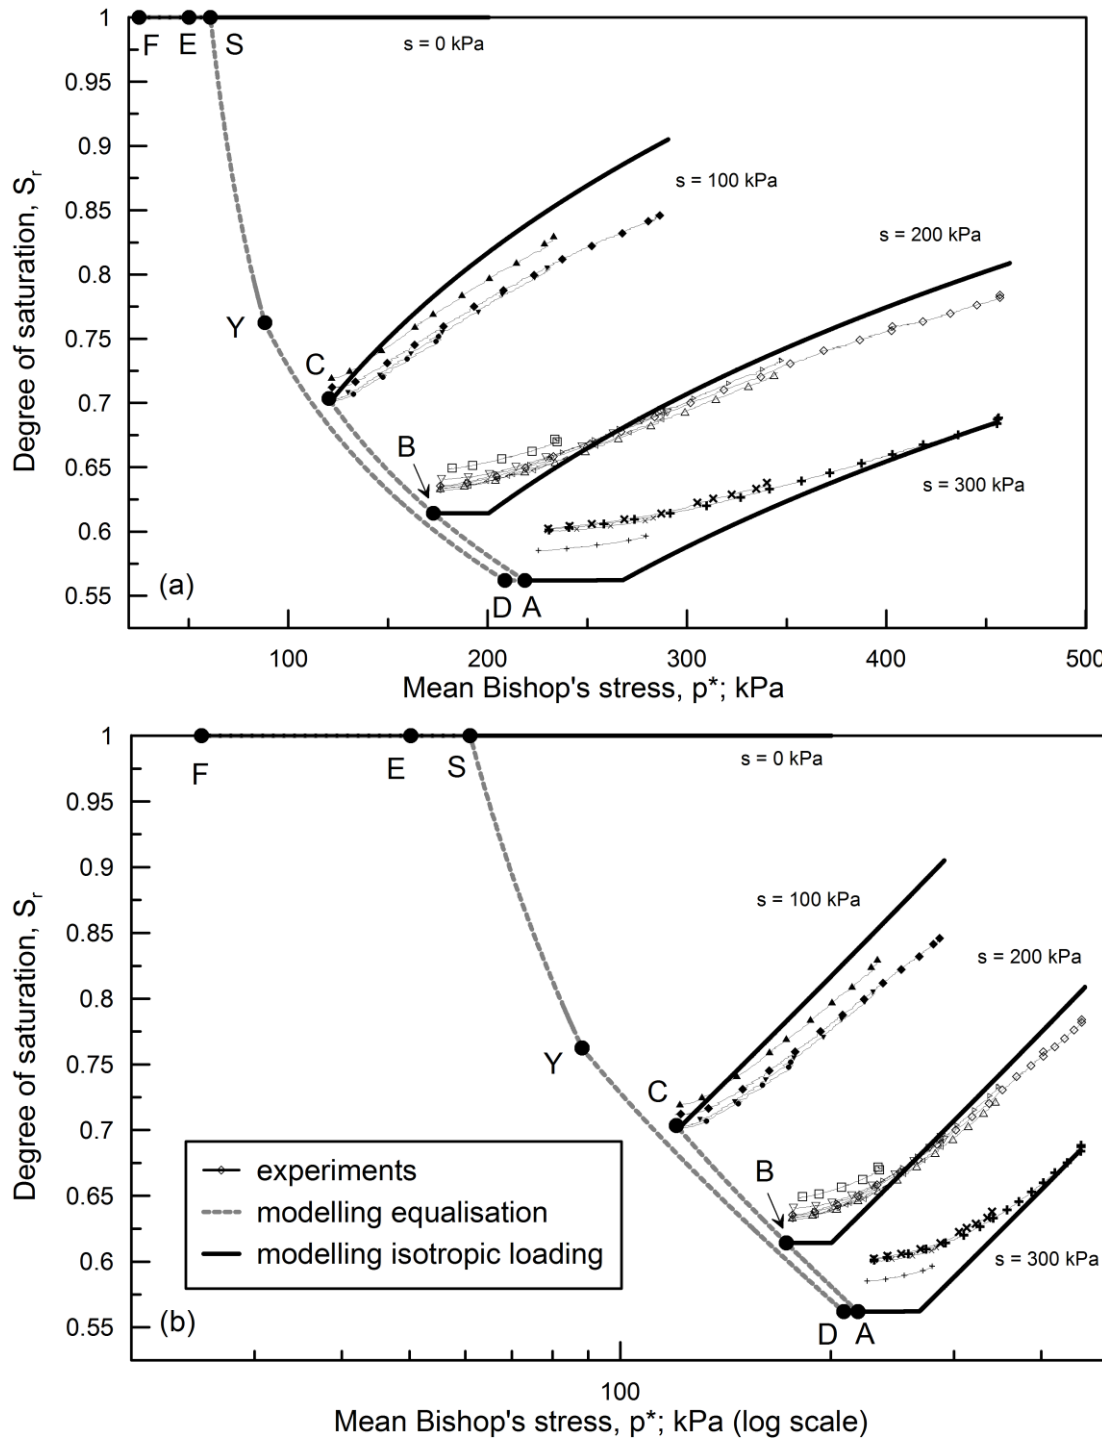 1
F E S
s = 0 kPa
0.95
0.9
s = 100 kPa
0.85
s = 200 kPa
0.8
Y
0.75
C
0.7
B
0.65
s = 300 kPa
0.6
(a)
0.55
D A
Degree of saturation, Sᵣ
100 200 300 400 500
Mean Bishop's stress, p*; kPa
1
F E S
s = 0 kPa
0.95
0.9
s = 100 kPa
0.85
s = 200 kPa
0.8
Y
0.75
C
0.7
B
0.65
s = 300 kPa
0.6
(b)
0.55
D A
Degree of saturation, Sᵣ
experiments
modelling equalisation
modelling isotropic loading
100
Mean Bishop's stress, p*; kPa (log scale)